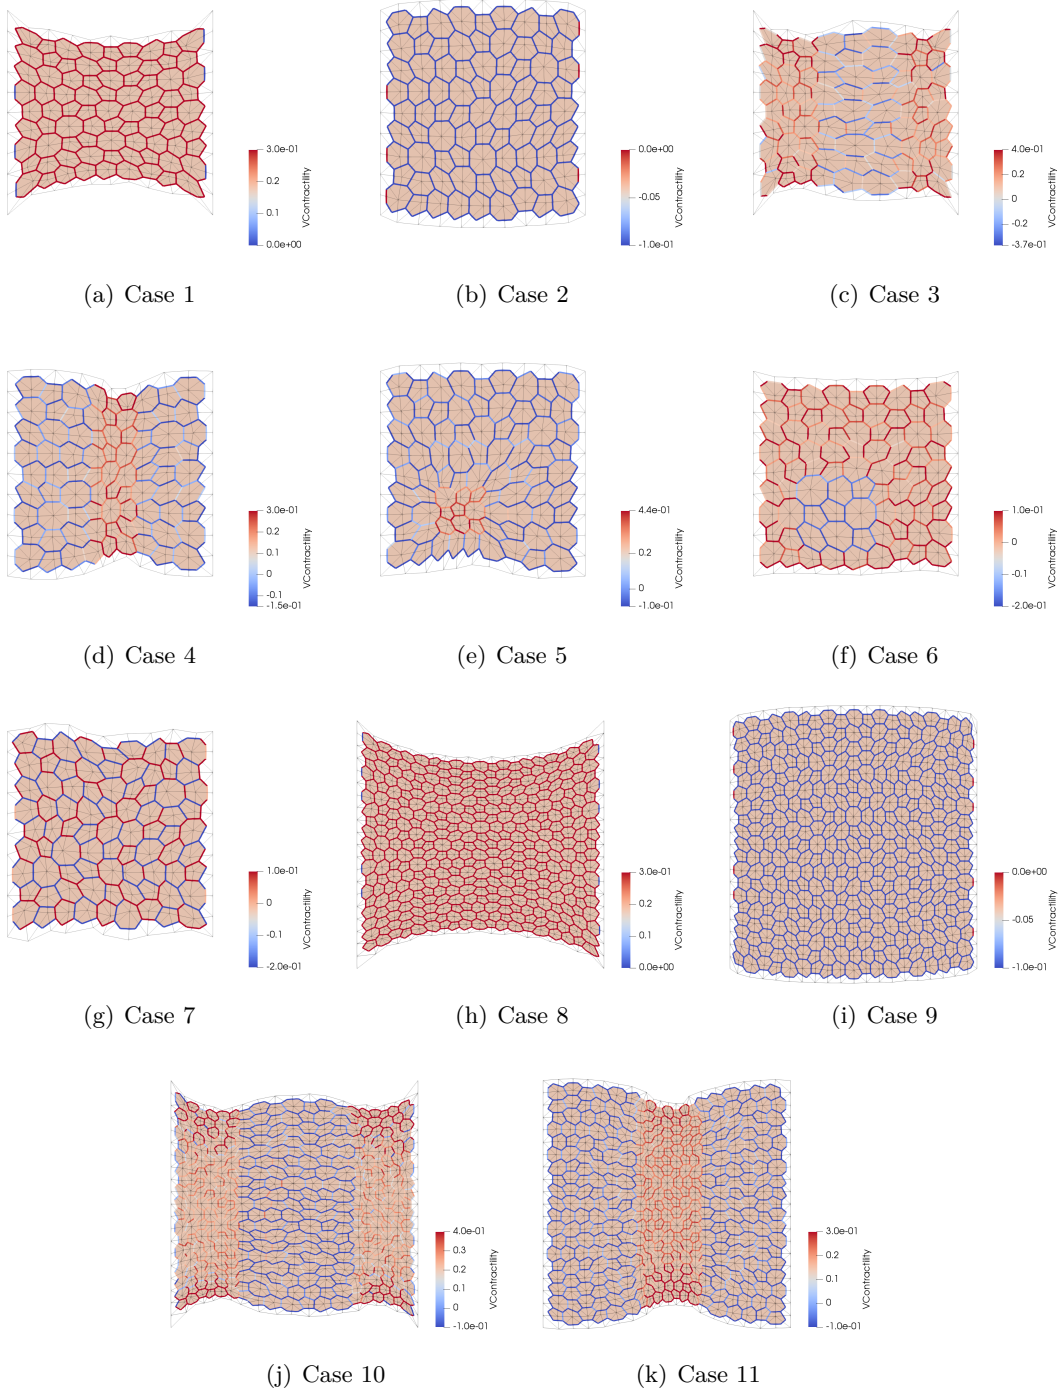 3.0e-01
0.2
0.1
0.0e+00
VContractility
0.0e+00
-0.05
-1.0e-01
VContractility
4.0e-01
0.2
0
-0.2
-3.7e-01
VContractility
(a) Case 1
(b) Case 2
(c) Case 3
3.0e-01
0.2
0.1
0
-0.1
-1.5e-01
VContractility
4.4e-01
0.2
0
-1.0e-01
VContractility
1.0e-01
0
-0.1
-2.0e-01
VContractility
(d) Case 4
(e) Case 5
(f) Case 6
1.0e-01
0
-0.1
-2.0e-01
VContractility
3.0e-01
0.2
0.1
0.0e+00
VContractility
0.0e+00
-0.05
-1.0e-01
VContractility
(g) Case 7
(h) Case 8
(i) Case 9
4.0e-01
0.3
0.2
0.1
0
-1.0e-01
VContractility
3.0e-01
0.2
0.1
0
-1.0e-01
VContractility
(j) Case 10
(k) Case 11